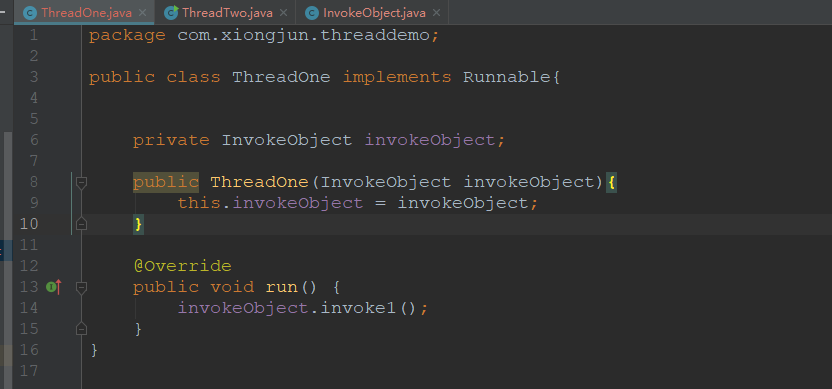 ThreadOne.java × ThreadTwo.java × InvokeObject.java ×
1 package com.xiongjun.threaddemo;
2
3 public class ThreadOne implements Runnable{
4
5
6 private InvokeObject invokeObject;
7
8 public ThreadOne(InvokeObject invokeObject){
9 this.invokeObject = invokeObject;
10 }
11
12 @Override
13 public void run() {
14 invokeObject.invoke1();
15 }
16 }
17